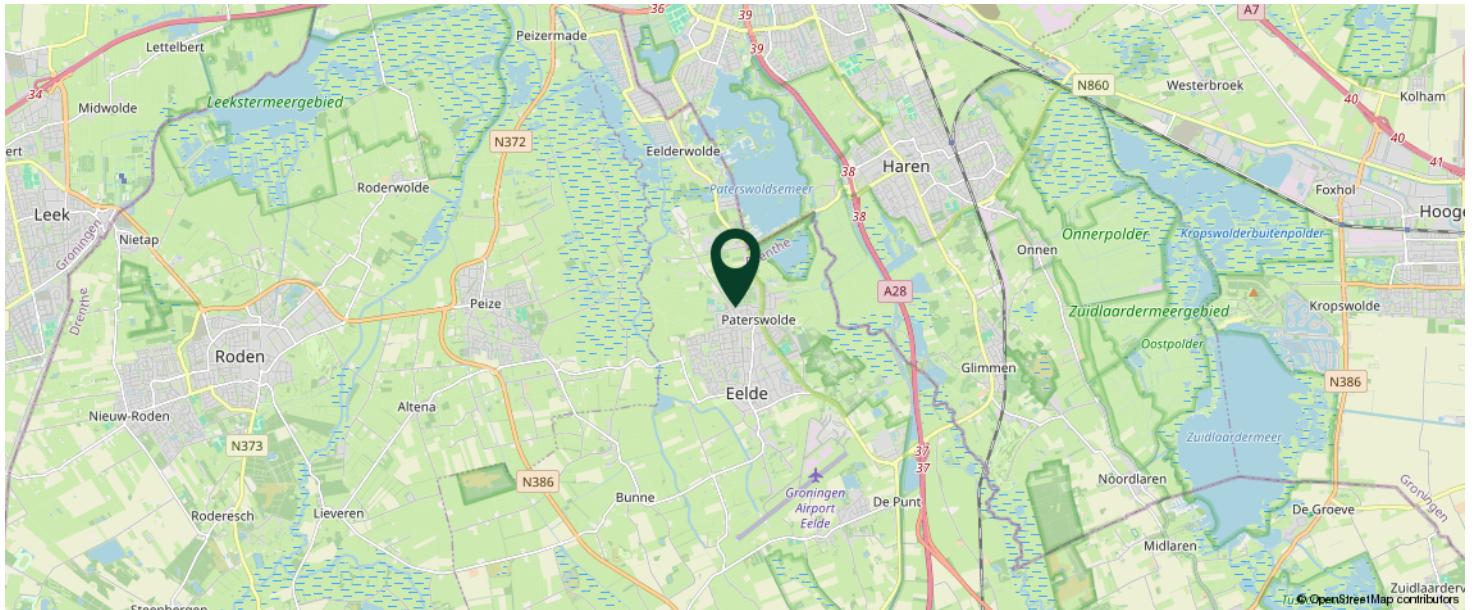 36
39
A7
Lettelbert
Peizermade
39
34
Midwolde
Leekstermeergebied
N860
Westerbroek
40
Kolham
N372
Eelderwolde
40
41
ert
Roderwolde
Paterswoldsemeer
38
Haren
Foxhol
Leek
38
Hooge
Nietap
Groningen
Drenthe
Onnerpolder
Kropswolderbuitenpolder
Onnen
Drenthe
A28
Peize
Paterswolde
Zuidlaardermeergebied
Kropswolde
Oostpolder
Roden
Glimmen
N386
Eelde
Altena
Nieuw-Roden
N373
Zuidlaardermeer
37
37
N386
Noordlaren
Groningen
Bunne
Groningen
Airport
Eelde
De Punt
Roderesch
Lieveren
De Groeve
Midlaren
Zuidlaarderv
Steenbergen
© OpenStreetMap contributors